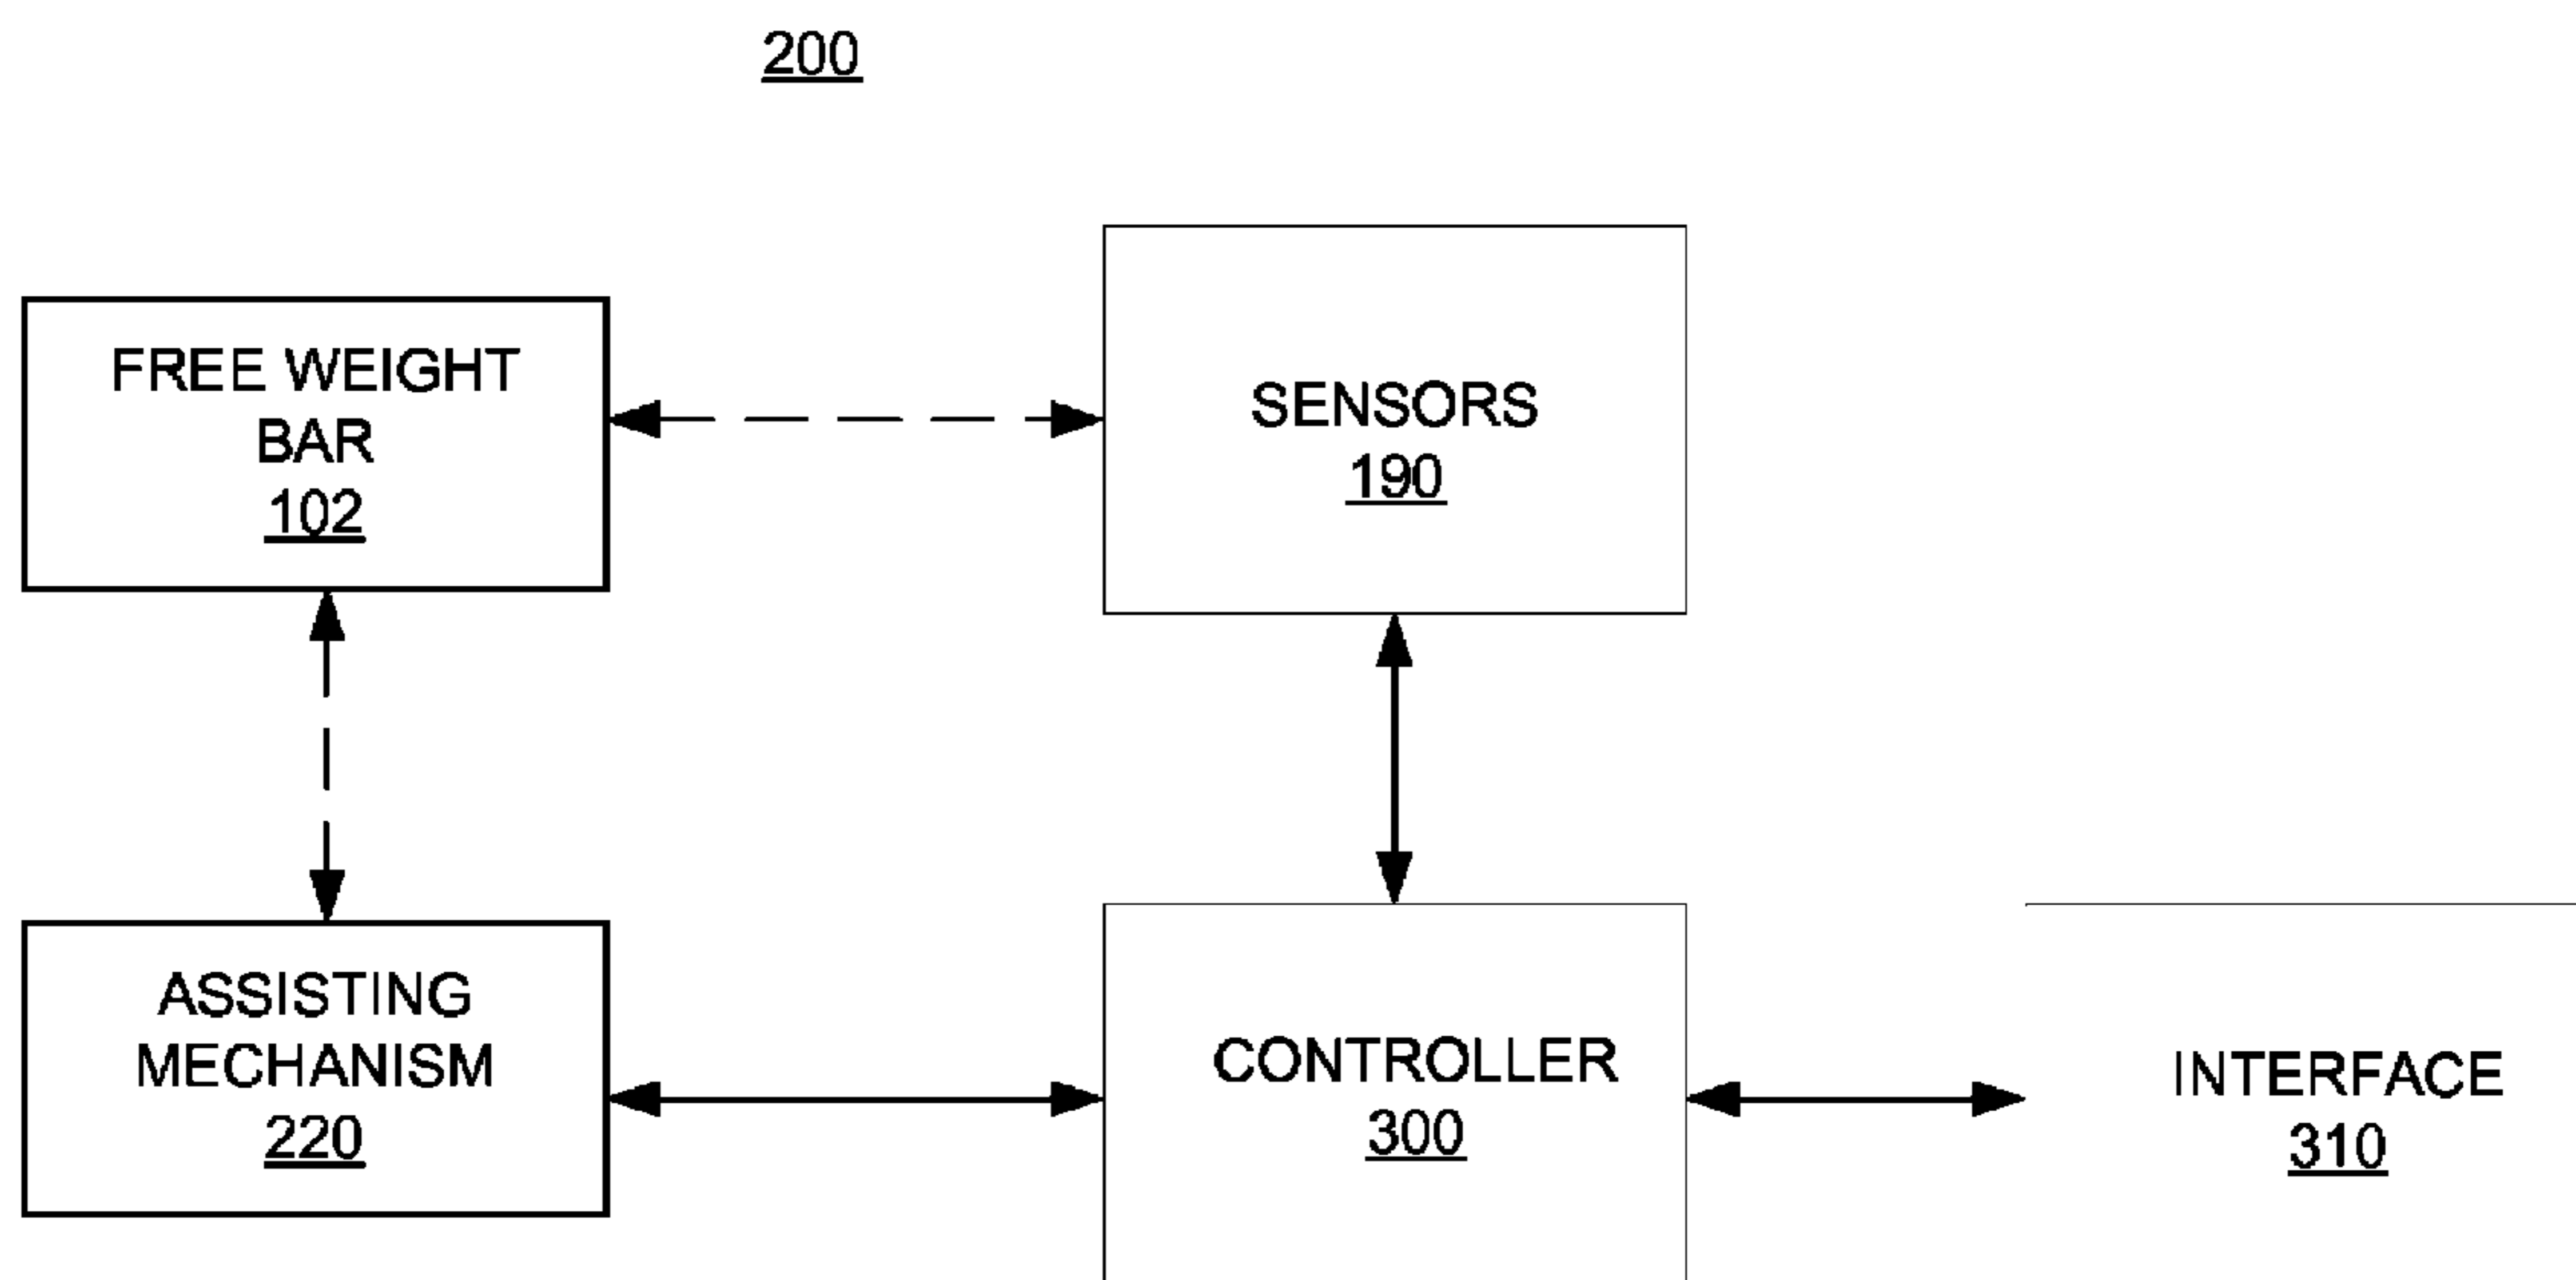 200
FREE WEIGHT
BAR
102
SENSORS
190
ASSISTING
MECHANISM
220
CONTROLLER
300
INTERFACE
310